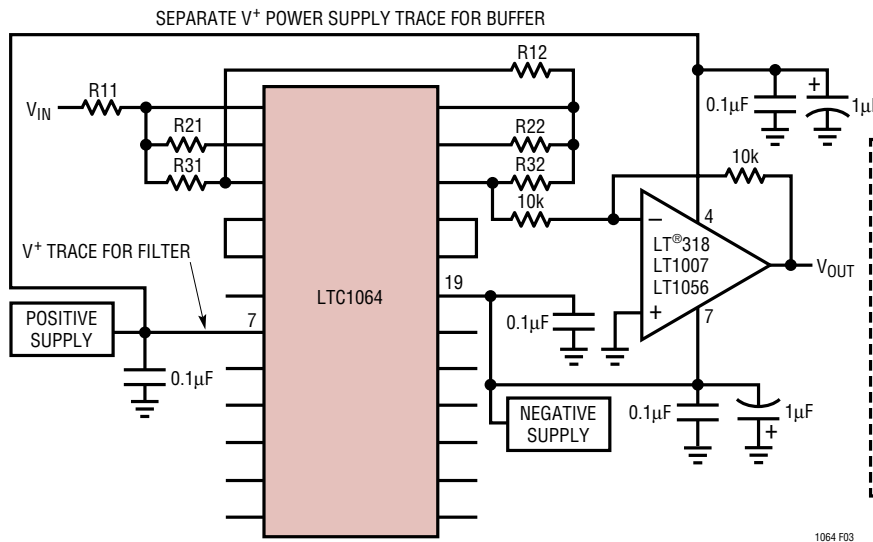 SEPARATE V+ POWER SUPPLY TRACE FOR BUFFER
R12
R11
VIN
0.1µF
+
1µF
R21
R22
R31
R32
10k
10k
–
4
V+ TRACE FOR FILTER
LT®318
LT1007
LT1056
VOUT
LTC1064
19
+
POSITIVE
SUPPLY
7
0.1µF
7
0.1µF
NEGATIVE
SUPPLY
0.1µF
1µF
+
1064 F03